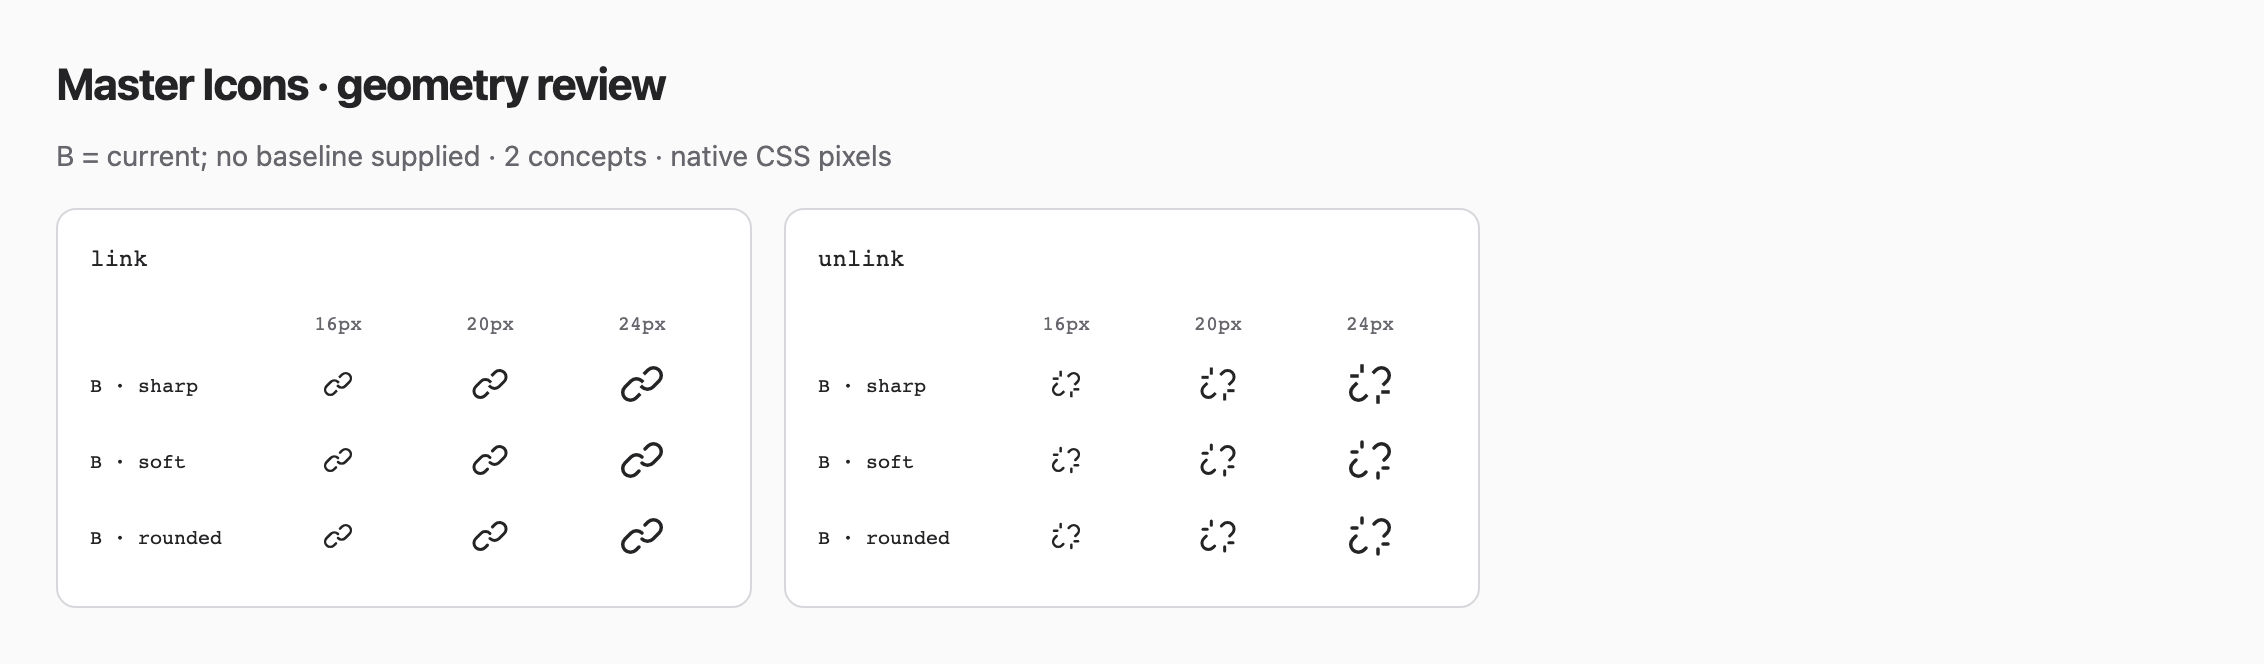 Master Icons · geometry review
B = current; no baseline supplied · 2 concepts · native CSS pixels
link
16px 20px 24px
B · sharp
B · soft
B · rounded
unlink
16px 20px 24px
B · sharp
B · soft
B · rounded